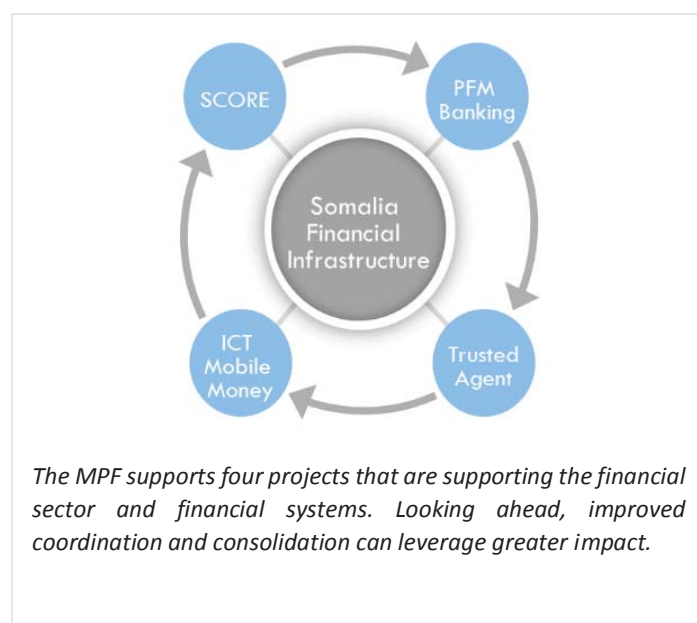 SCORE
PFM
Banking
Somalia
Financial
Infrastructure
ICT
Mobile
Money
Trusted
Agent
The MPF supports four projects that are supporting the financial
sector and financial systems. Looking ahead, improved
coordination and consolidation can leverage greater impact.